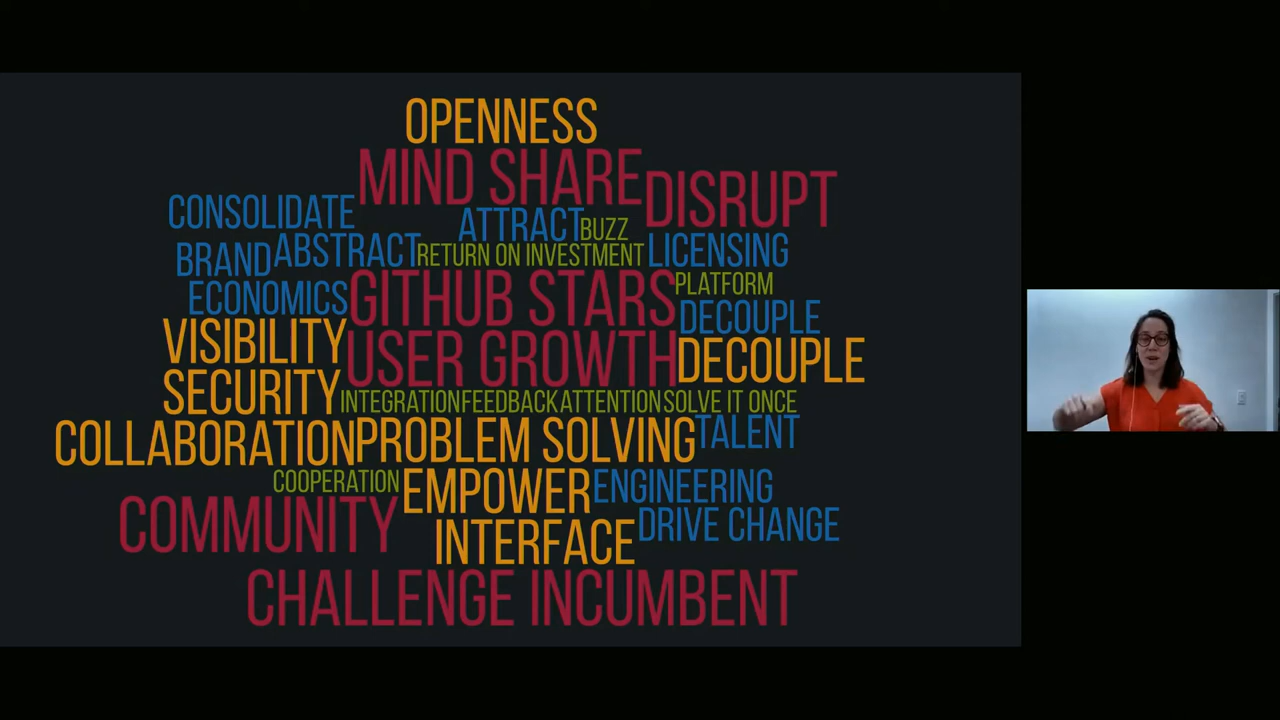 OPENNESS
MIND SHARE
DISRUPT
CONSOLIDATE
ATTRACT
BUZZ
BRAND
ABSTRACT
RETURN ON INVESTMENT
LICENSING
ECONOMICS
GITHUB STARS
PLATFORM
DECOUPLE
VISIBILITY
USER GROWTH
DECOUPLE
SECURITY
INTEGRATION
FEEDBACK
ATTENTION
SOLVE IT ONCE
COLLABORATION
PROBLEM SOLVING
TALENT
COOPERATION
EMPOWER
ENGINEERING
COMMUNITY
INTERFACE
DRIVE CHANGE
CHALLENGE INCUMBENT